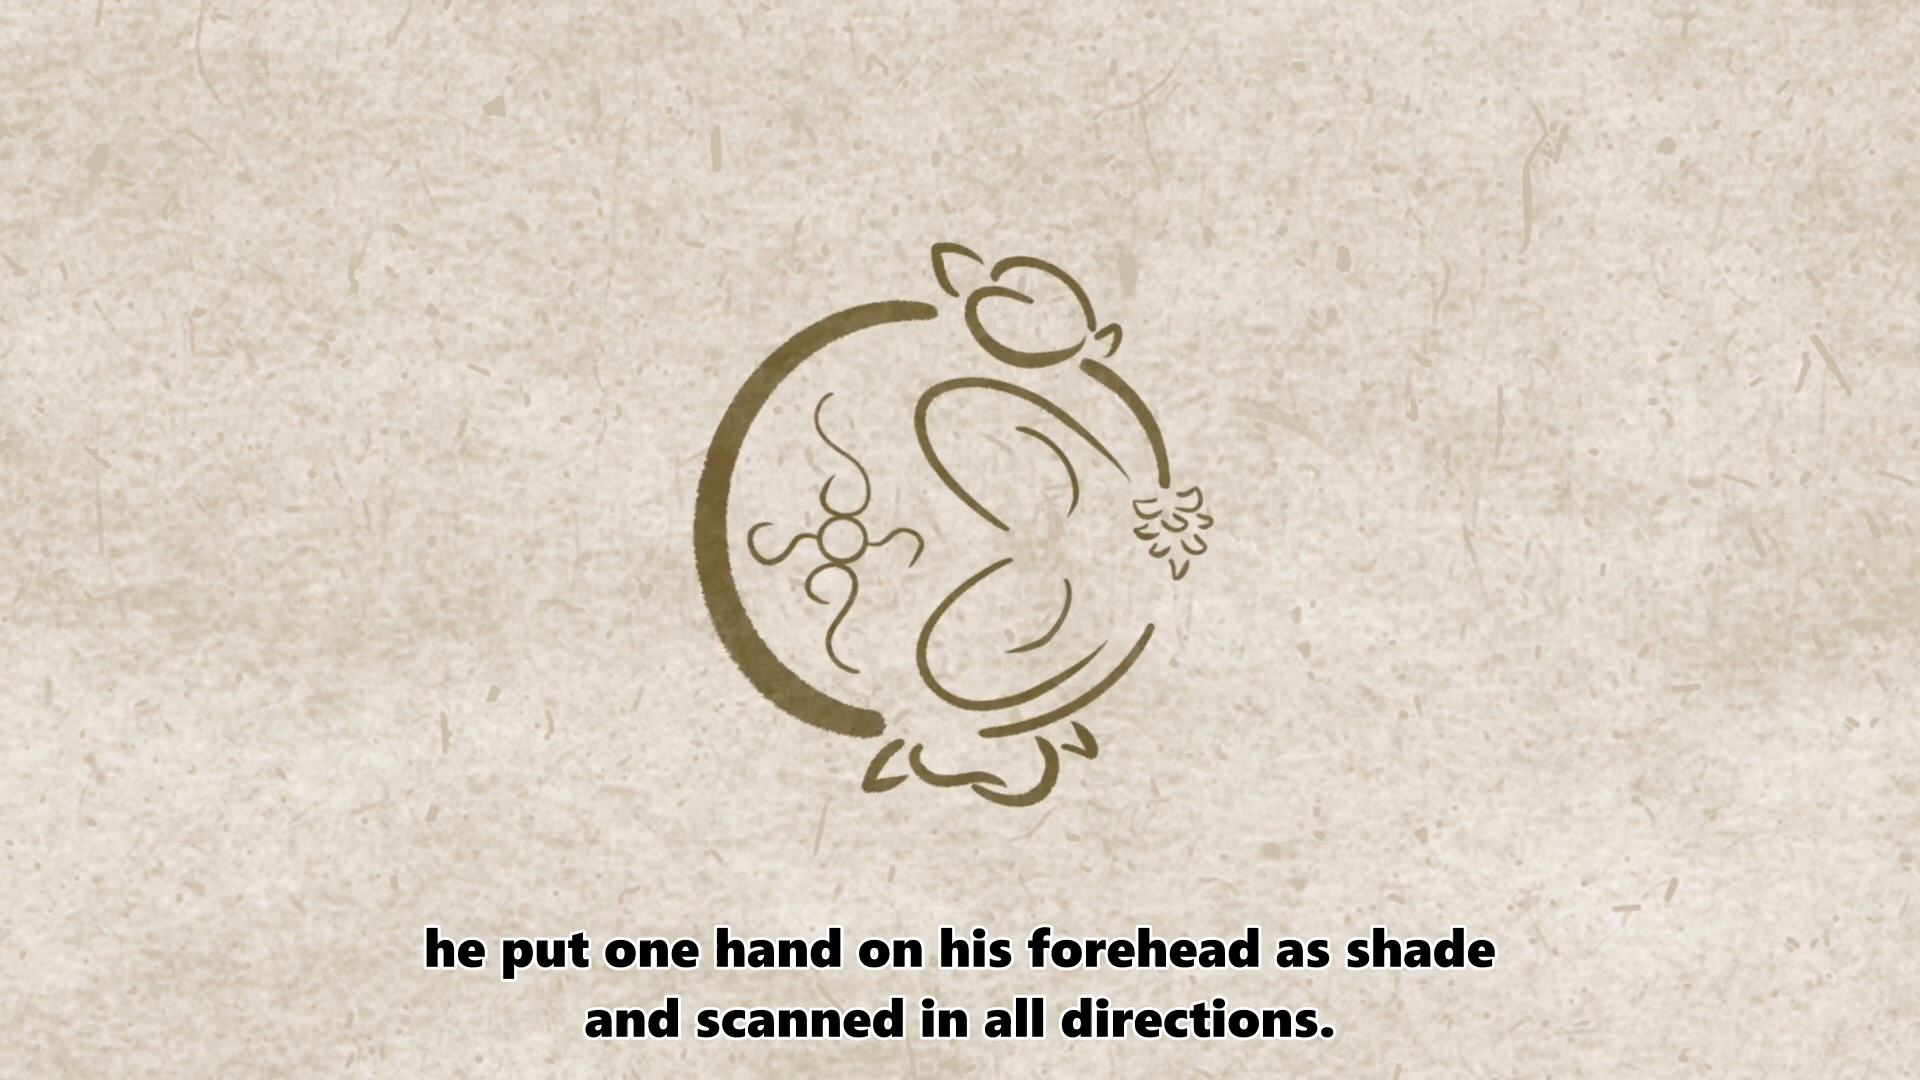 he put one hand on his forehead as shade
and scanned in all directions.